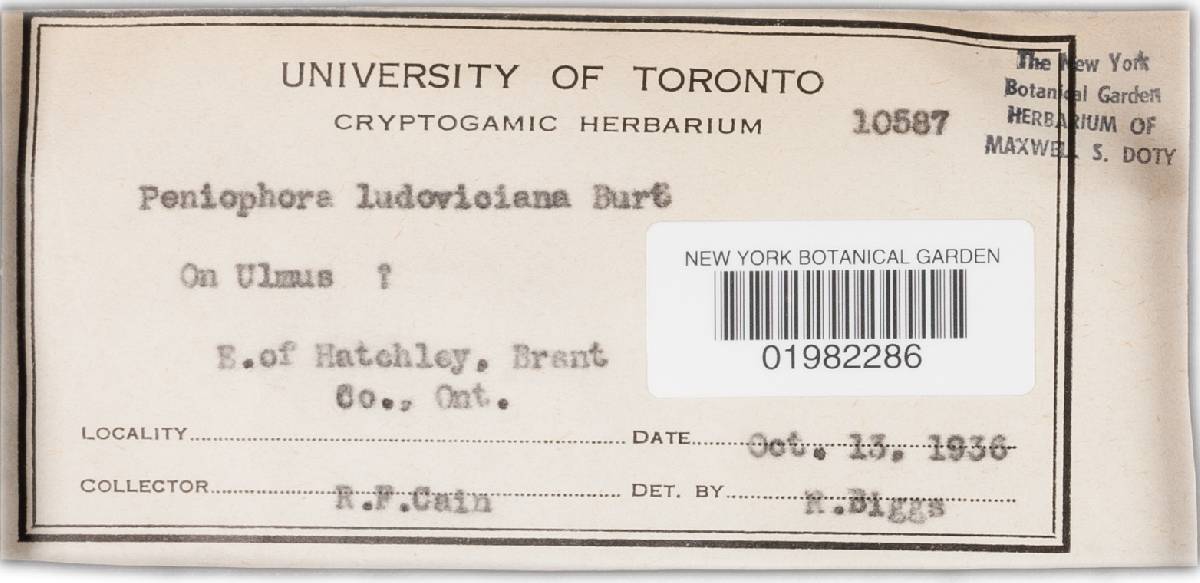 UNIVERSITY OF TORONTO
CRYPTOGAMIC HERBARIUM
10587
The New York
Botanical Garden
HERBARIUM OF
MAXWELL S. DOTY
Peniophora ludoviciana Burt
On Ulmus ?
E.of Hatchley, Brant
Co., Ont.
NEW YORK BOTANICAL GARDEN
01982286
LOCALITY
DATE Oct. 13, 1936
COLLECTOR R.F.Cain
DET. BY R.Biggs